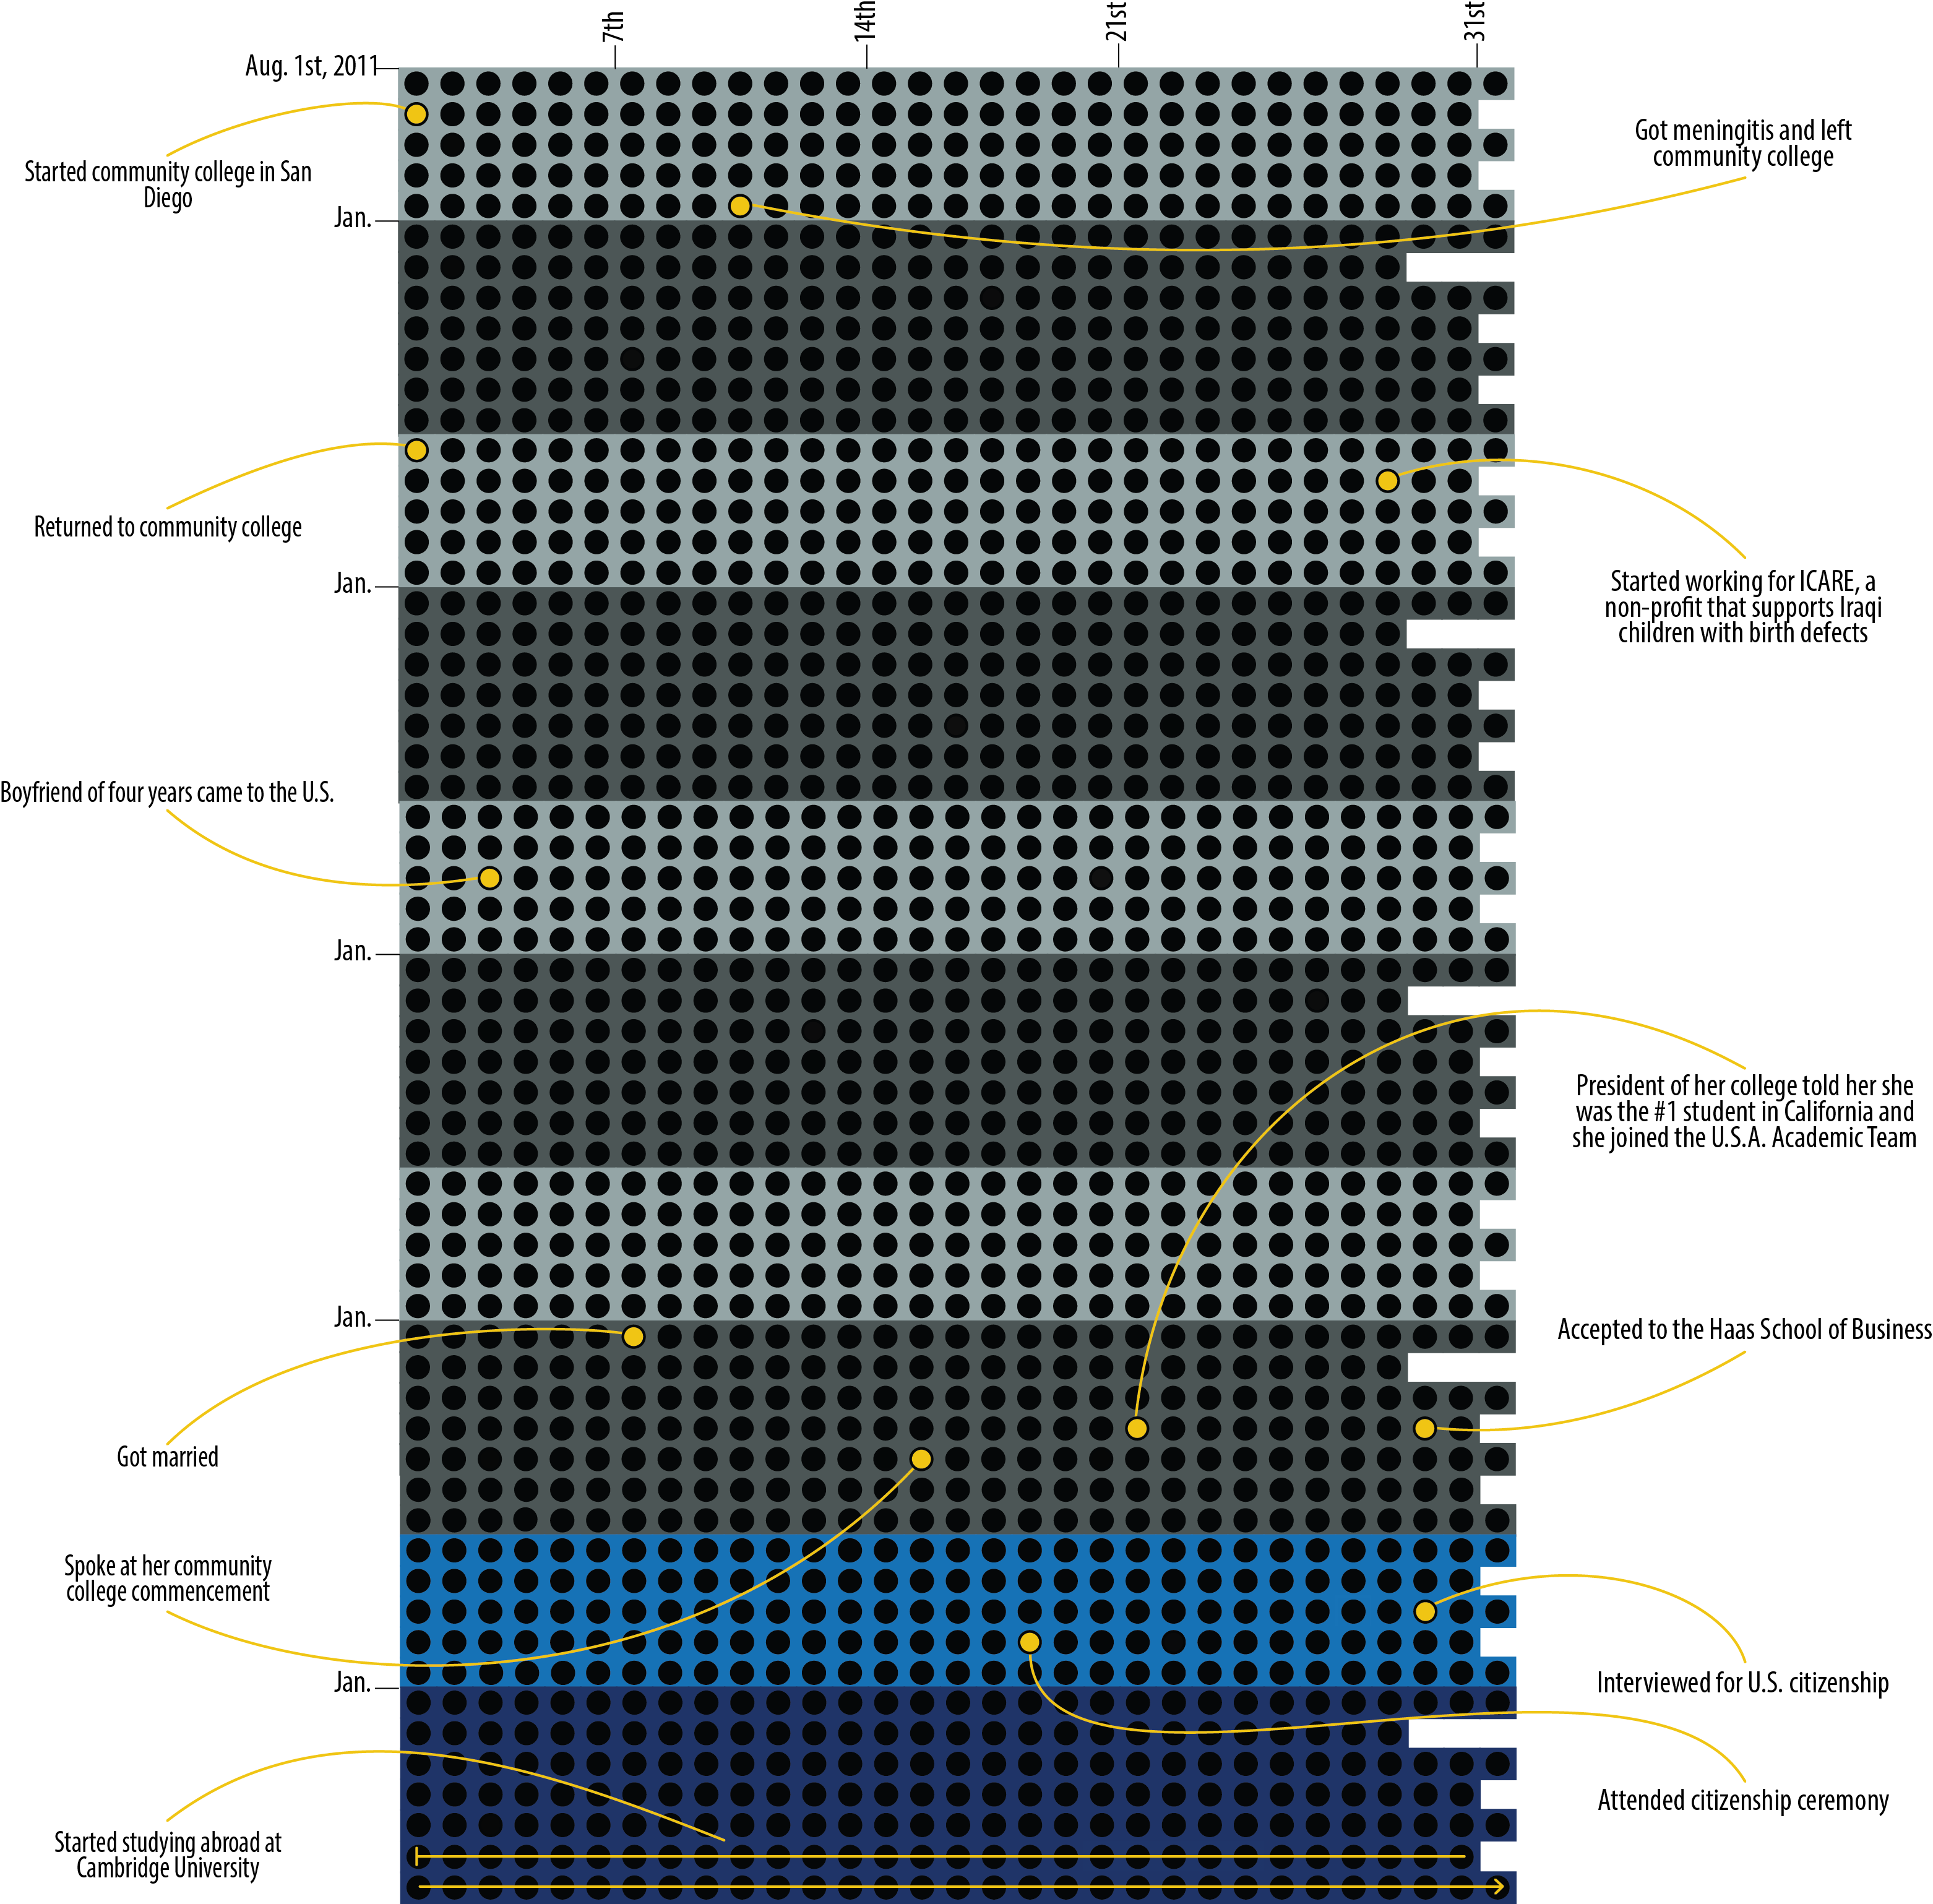 7th
14th
21st
31st
Aug. 1st, 2011
Started community college in San
Diego
Got meningitis and left
community college
Jan.
Returned to community college
Started working for ICARE, a
non-profit that supports Iraqi
children with birth defects
Jan.
Boyfriend of four years came to the U.S.
Jan.
President of her college told her she
was the #1 student in California and
she joined the U.S.A. Academic Team
Jan.
Accepted to the Haas School of Business
Got married
Spoke at her community
college commencement
Jan.
Interviewed for U.S. citizenship
Attended citizenship ceremony
Started studying abroad at
Cambridge University